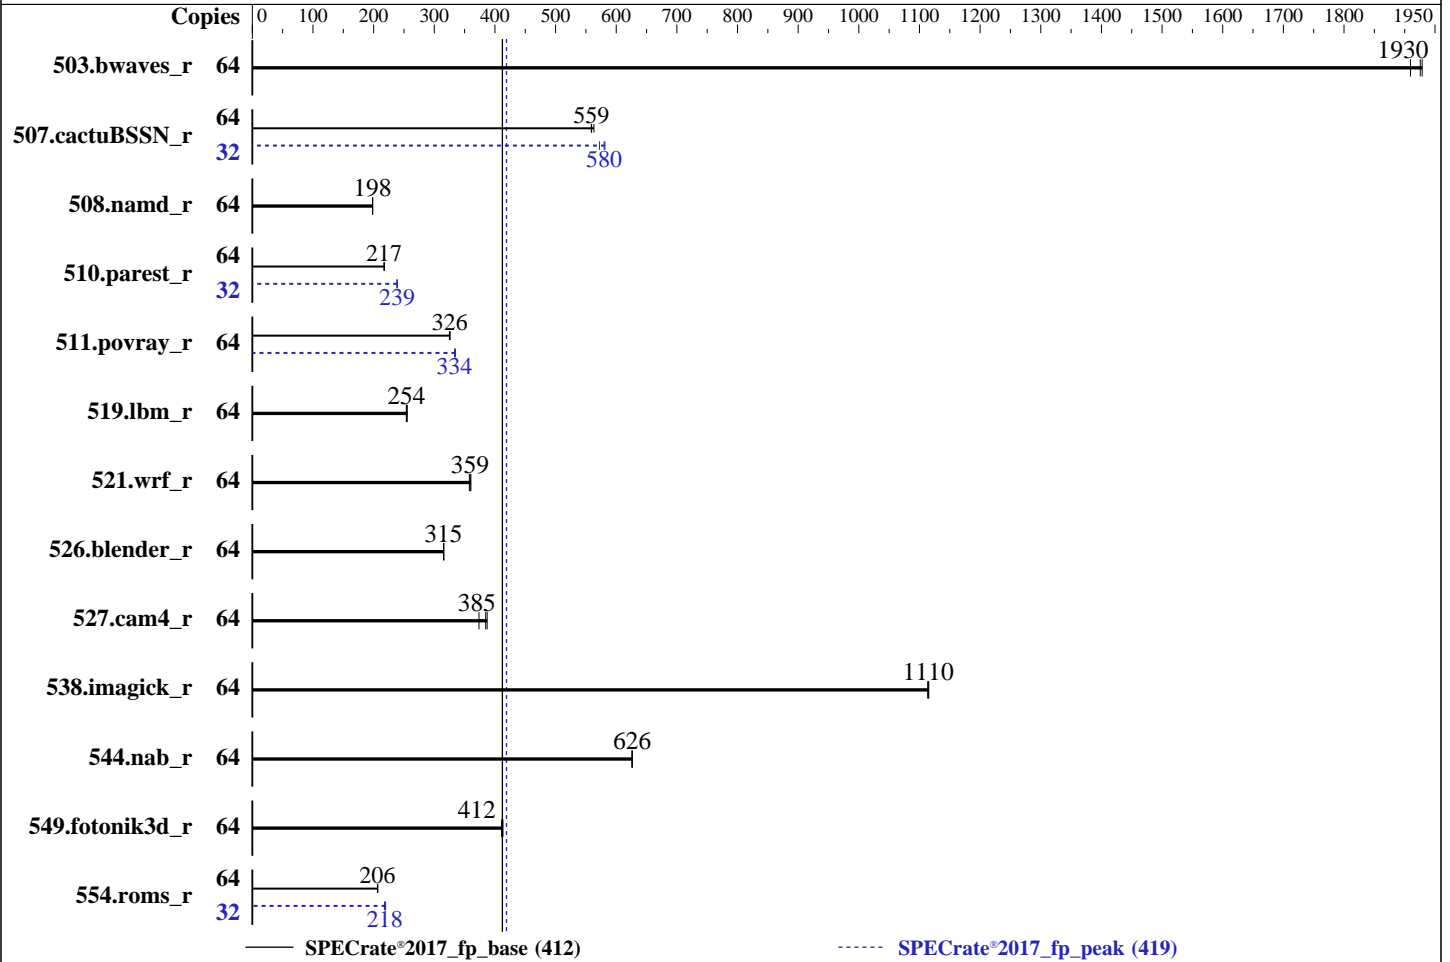 Copies 0 100 200 300 400 500 600 700 800 900 1000 1100 1200 1300 1400 1500 1600 1700 1800 1950
503.bwaves_r 64 1930
507.cactuBSSN_r 64 559
32 580
508.namd_r 64 198
510.parest_r 64 217
32 239
511.povray_r 64 326
334
519.lbm_r 64 254
521.wrf_r 64 359
526.blender_r 64 315
527.cam4_r 64 385
538.imagick_r 64 1110
544.nab_r 64 626
549.fotonik3d_r 64 412
554.roms_r 64 206
32 218
SPECrate®2017_fp_base (412) SPECrate®2017_fp_peak (419)